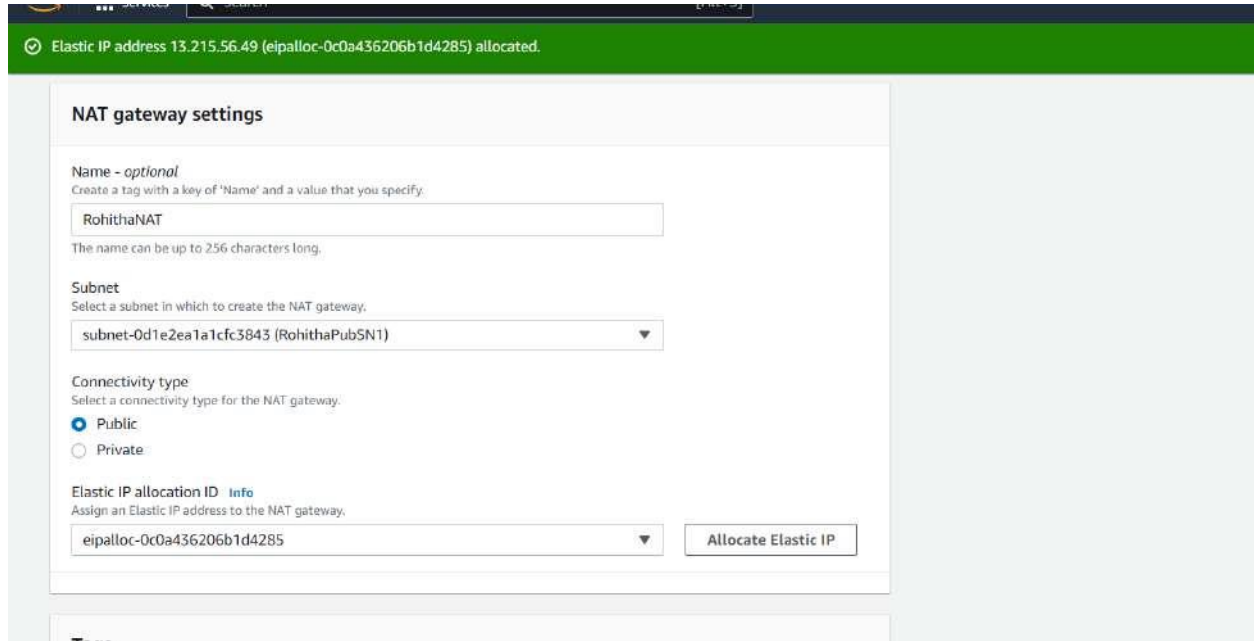 Services
Search
[Alt+S]
Elastic IP address 13.215.56.49 (eipalloc-0c0a436206b1d4285) allocated.
NAT gateway settings
Name - optional
Create a tag with a key of 'Name' and a value that you specify.
RohithaNAT
The name can be up to 256 characters long.
Subnet
Select a subnet in which to create the NAT gateway.
subnet-0d1e2ea1a1cfc3843 (RohithaPubSN1)
Connectivity type
Select a connectivity type for the NAT gateway.
Public
Private
Elastic IP allocation ID Info
Assign an Elastic IP address to the NAT gateway.
eipalloc-0c0a436206b1d4285
Allocate Elastic IP
Tags